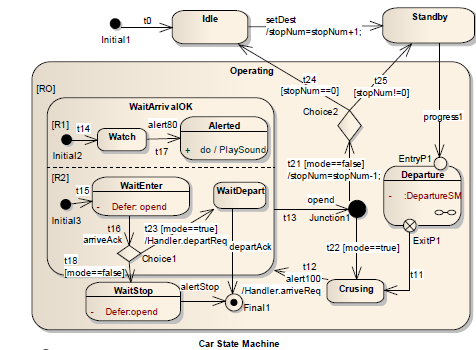 t0
Idle
setDest
/stopNum=stopNum+1;
Standby
Initial1
Operating
t24
[stopNum==0]
t25
[stopNum!=0]
[RO]
WaitArrivalOK
Choice2
progress1
[R1]
t14
alert80
Alerted
Watch
+ do / PlaySound
t17
Initial2
EntryP1
t21 [mode==false]
/stopNum=stopNum-1;
Departure
- :DepartureSM
[R2]
WaitEnter
WaitDepart
t15
- Defer: opend
opend
t13
Junction1
Initial3
t16
arriveAck
t23 [mode==true]
/Handler.departReq
departAck
ExitP1
t22 [mode==true]
Choice1
t18
[mode==false]
t12
alert100
/Handler.arriveReq
t11
WaitStop
alertStop
Crusing
- Defer:opend
Final1
Car State Machine